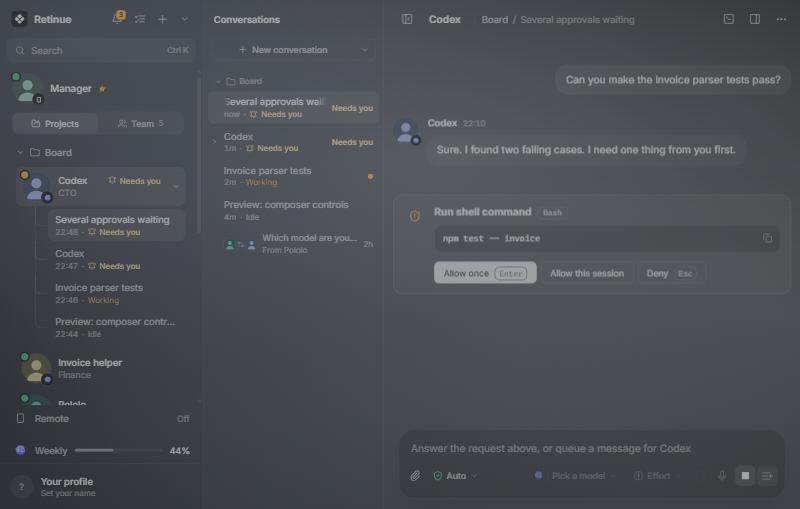 Retinue
3
Search
Ctrl K
Manager
Projects
Team 5
Board
Codex
Needs you
CTO
Several approvals waiting
22:48 · Needs you
Codex
22:47 · Needs you
Invoice parser tests
22:46 · Working
Preview: composer contr...
22:44 · Idle
Invoice helper
Finance
Pololo
Remote
Off
Weekly
44%
?
Your profile
Set your name
Conversations
New conversation
Board
Several approvals wai
Needs you
now · Needs you
Codex
Needs you
1m · Needs you
Invoice parser tests
2m · Working
Preview: composer controls
4m · Idle
Which model are you...
2h
From Pololo
Codex
Board / Several approvals waiting
Can you make the invoice parser tests pass?
Codex 22:10
Sure. I found two failing cases. I need one thing from you first.
Run shell command Bash
npm test -- invoice
Allow once Enter
Allow this session
Deny Esc
Answer the request above, or queue a message for Codex
Auto
Pick a model
Effort